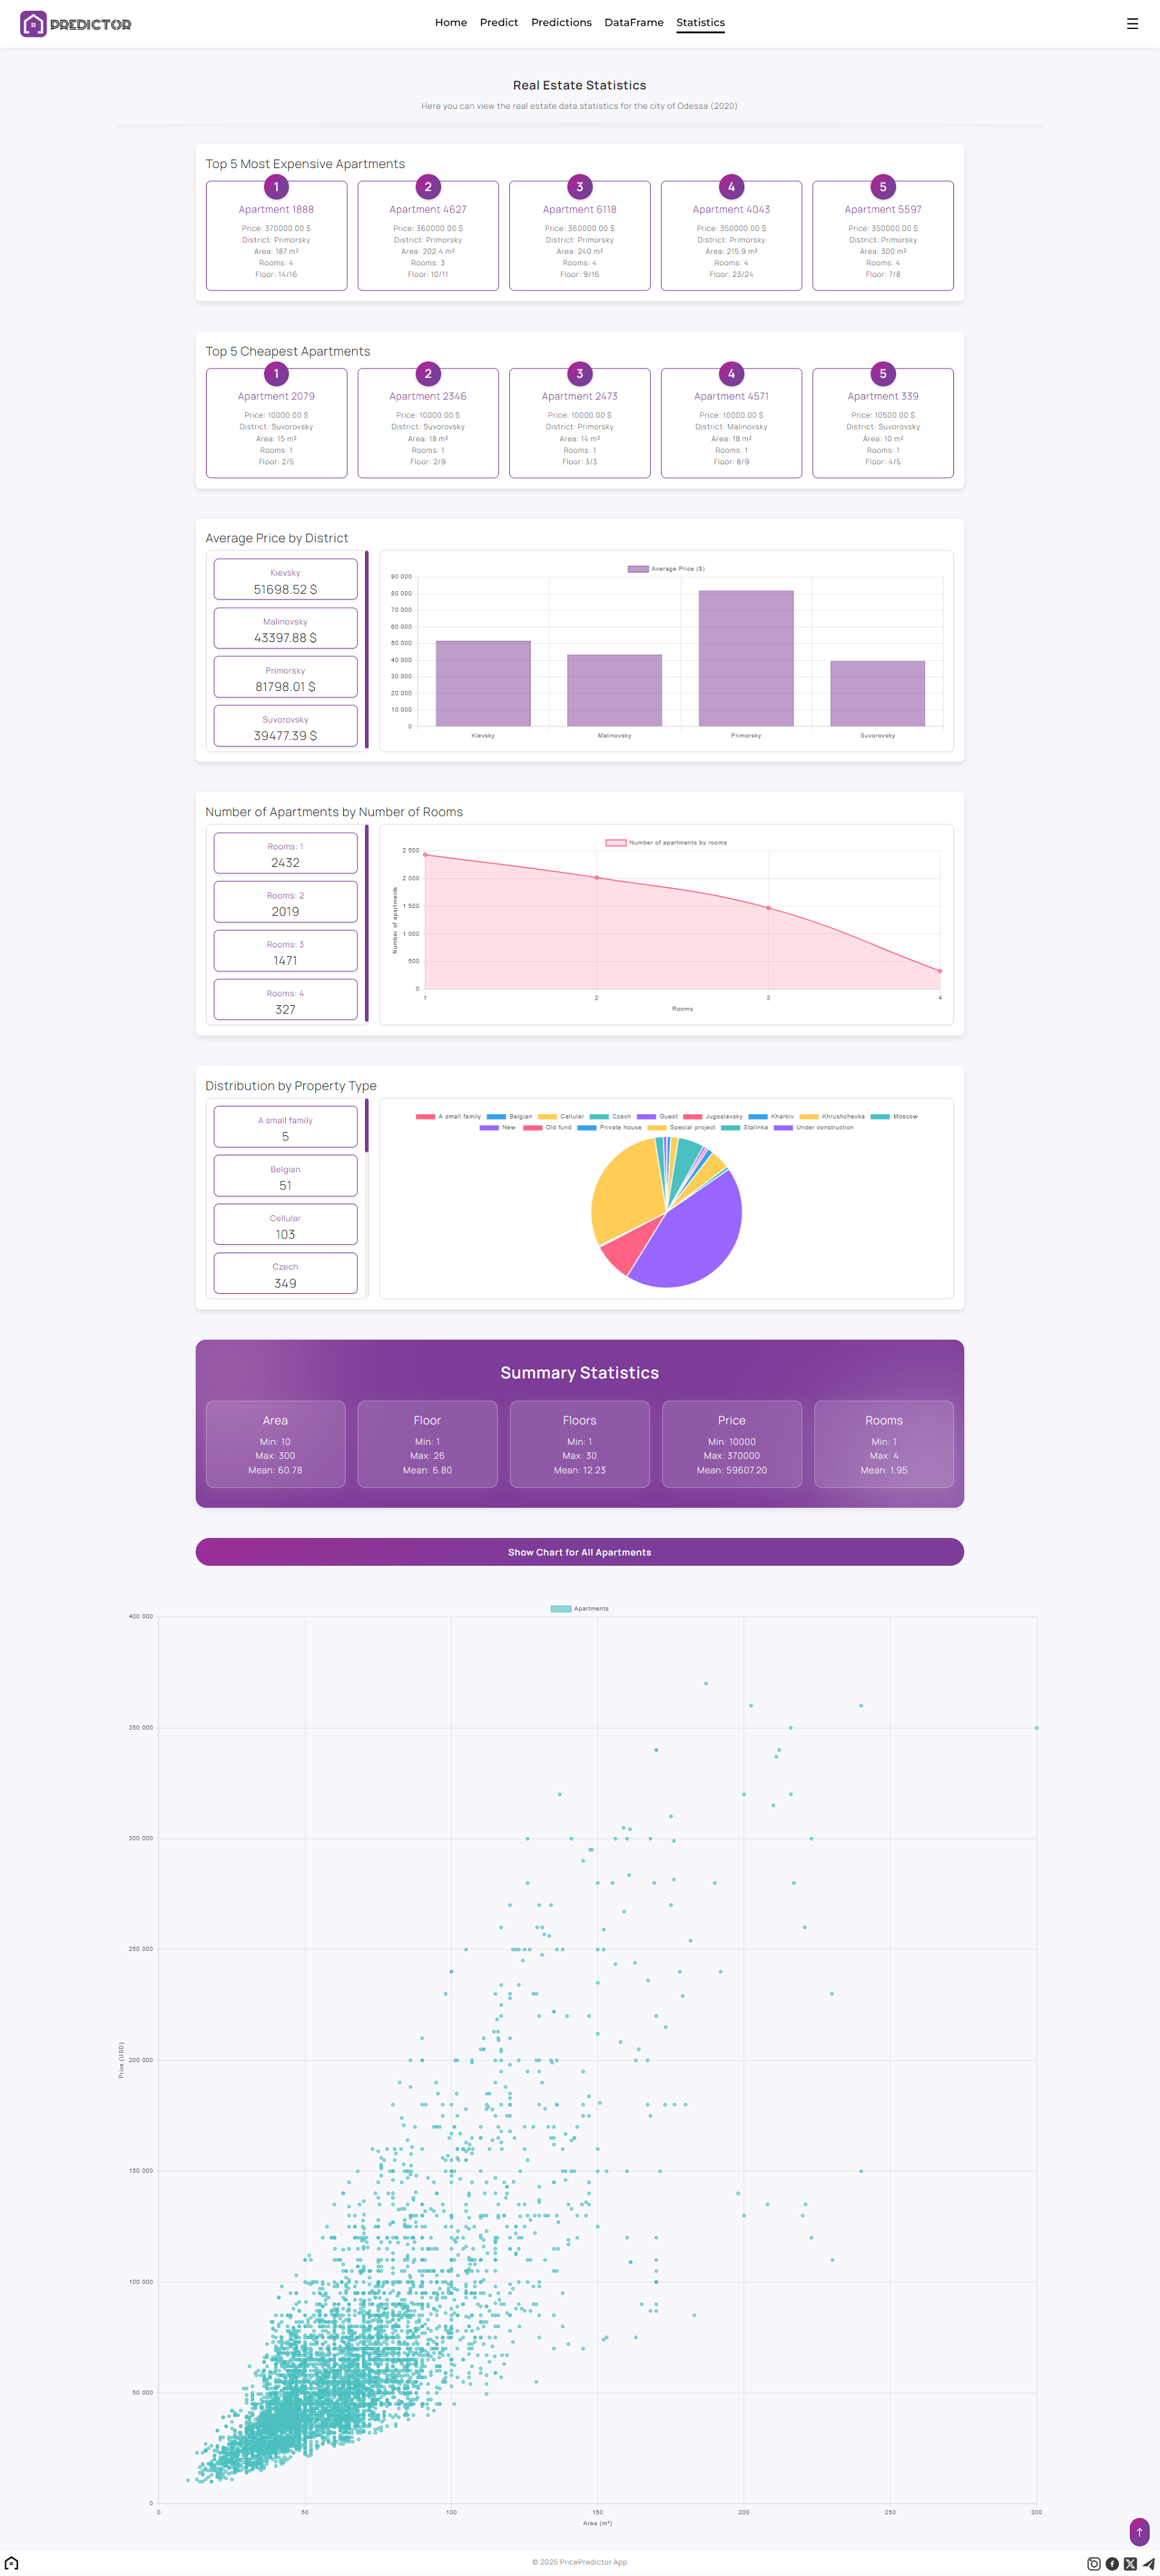 PREDICTOR
Home Predict Predictions DataFrame Statistics
Real Estate Statistics
Here you can view the real estate data statistics for the city of Odessa (2020)
Top 5 Most Expensive Apartments
1
Apartment 1888
Price: 370000.00 $
District: Primorsky
Area: 187 m²
Rooms: 4
Floor: 14/16
2
Apartment 4627
Price: 360000.00 $
District: Primorsky
Area: 202.4 m²
Rooms: 3
Floor: 10/11
3
Apartment 6118
Price: 360000.00 $
District: Primorsky
Area: 240 m²
Rooms: 4
Floor: 9/16
4
Apartment 4043
Price: 350000.00 $
District: Primorsky
Area: 215.9 m²
Rooms: 4
Floor: 23/24
5
Apartment 5597
Price: 350000.00 $
District: Primorsky
Area: 300 m²
Rooms: 4
Floor: 7/8
Top 5 Cheapest Apartments
1
Apartment 2079
Price: 10000.00 $
District: Suvorovsky
Area: 15 m²
Rooms: 1
Floor: 2/5
2
Apartment 2346
Price: 10000.00 $
District: Suvorovsky
Area: 18 m²
Rooms: 1
Floor: 2/9
3
Apartment 2473
Price: 10000.00 $
District: Primorsky
Area: 14 m²
Rooms: 1
Floor: 3/3
4
Apartment 4571
Price: 10000.00 $
District: Malinovsky
Area: 18 m²
Rooms: 1
Floor: 8/9
5
Apartment 339
Price: 10500.00 $
District: Suvorovsky
Area: 10 m²
Rooms: 1
Floor: 4/5
Average Price by District
Kievsky
51698.52 $
Malinovsky
43397.88 $
Primorsky
81798.01 $
Suvorovsky
39477.39 $
Average Price ($)
90 000
80 000
70 000
60 000
50 000
40 000
30 000
20 000
10 000
0
Kievsky Malinovsky Primorsky Suvorovsky
Number of Apartments by Number of Rooms
Rooms: 1
2432
Rooms: 2
2019
Rooms: 3
1471
Rooms: 4
327
Number of apartments by rooms
Number of apartments
2 500
2 000
1 500
1 000
500
0
1 2 3 4
Rooms
Distribution by Property Type
A small family
5
Belgian
51
Cellular
103
Czech
349
A small family Belgian Cellular Czech Guest Jugoslavsky Kharkiv Khrushchevka Moscow
New Old fund Private house Special project Stalinka Under construction
Summary Statistics
Area
Min: 10
Max: 300
Mean: 60.78
Floor
Min: 1
Max: 26
Mean: 6.80
Floors
Min: 1
Max: 30
Mean: 12.23
Price
Min: 10000
Max: 370000
Mean: 59607.20
Rooms
Min: 1
Max: 4
Mean: 1.95
Show Chart for All Apartments
Apartments
Price (USD)
400 000
350 000
300 000
250 000
200 000
150 000
100 000
50 000
0
0 50 100 150 200 250 300
Area (m²)
© 2025 PricePredictor App